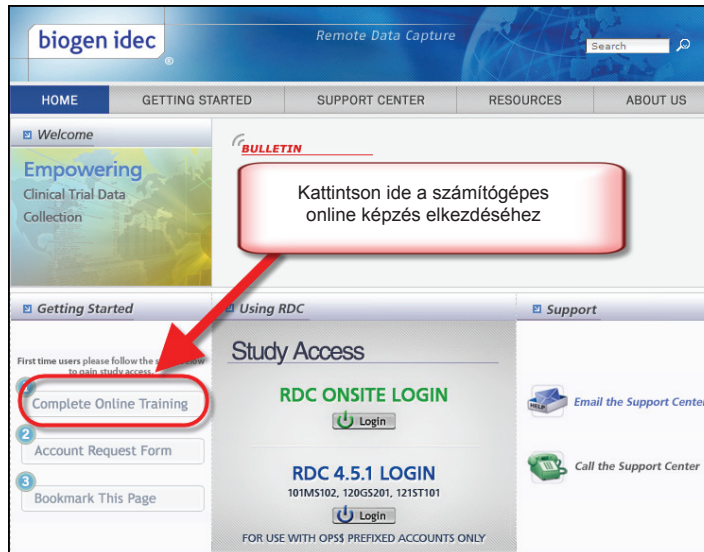 biogen idec
®
Remote Data Capture
Search
HOME GETTING STARTED SUPPORT CENTER RESOURCES ABOUT US
Welcome
Empowering
Clinical Trial Data
Collection
BULLETIN
Kattintson ide a számítógépes
online képzés elkezdéséhez
Getting Started
First time users please follow the
to gain study access.
1
Complete Online Training
2
Account Request Form
3
Bookmark This Page
Using RDC
Study Access
RDC ONSITE LOGIN
Login
RDC 4.5.1 LOGIN
101MS102, 120GS201, 121ST101
Login
FOR USE WITH OPS$ PREFIXED ACCOUNTS ONLY
Support
HELP
Email the Support Center
Call the Support Center